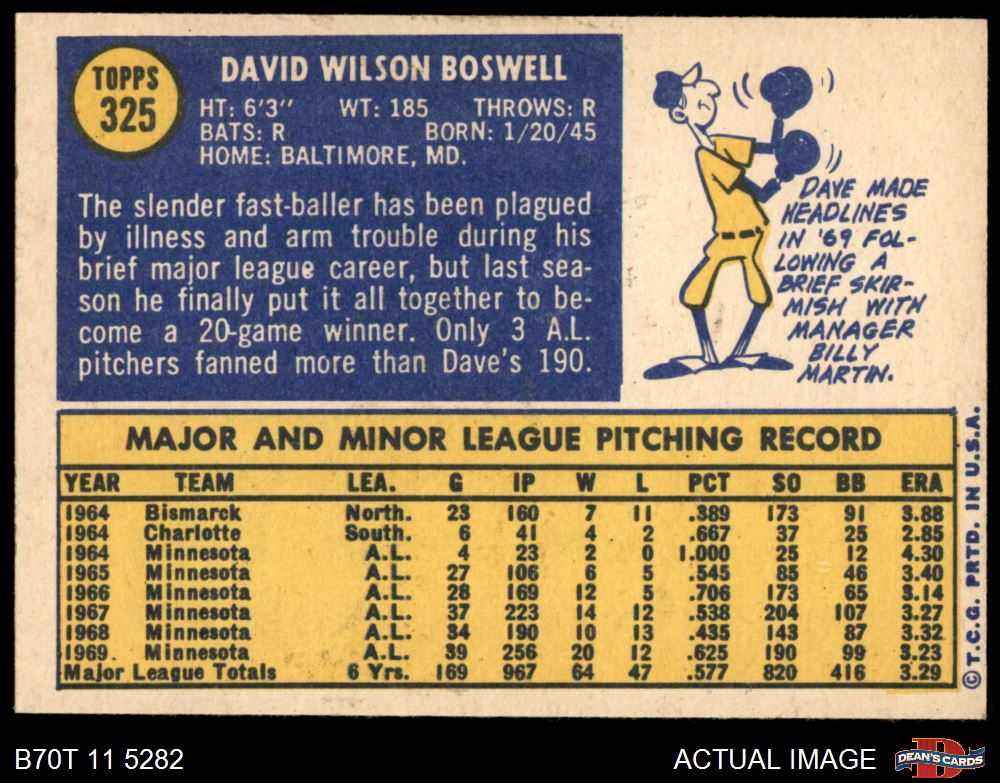 TOPPS
325
DAVID WILSON BOSWELL
HT: 6'3" WT: 185 THROWS: R
BATS: R BORN: 1/20/45
HOME: BALTIMORE, MD.
The slender fast-baller has been plagued
by illness and arm trouble during his
brief major league career, but last sea-
son he finally put it all together to be-
come a 20-game winner. Only 3 A.L.
pitchers fanned more than Dave's 190.
DAVE MADE
HEADLINES
IN '69 FOL-
LOWING A
BRIEF SKIR-
MISH WITH
MANAGER
BILLY
MARTIN.
MAJOR AND MINOR LEAGUE PITCHING RECORD
YEAR TEAM LEA. G IP W L PCT SO BB ERA
1964 Bismarck North. 23 160 7 11 .389 173 91 3.88
1964 Charlotte South. 6 41 4 2 .667 37 25 2.85
1964 Minnesota A.L. 4 23 2 0 1.000 25 12 4.30
1965 Minnesota A.L. 27 106 6 5 .545 85 46 3.40
1966 Minnesota A.L. 28 169 12 5 .706 173 65 3.14
1967 Minnesota A.L. 37 223 14 12 .538 204 107 3.27
1968 Minnesota A.L. 34 190 10 13 .435 143 87 3.32
1969 Minnesota A.L. 39 256 20 12 .625 190 99 3.23
Major League Totals 6 Yrs. 169 967 64 47 .577 820 416 3.29
©T.C.G. PRTD. IN U.S.A.
B70T 11 5282
ACTUAL IMAGE
DEAN'S CARDS